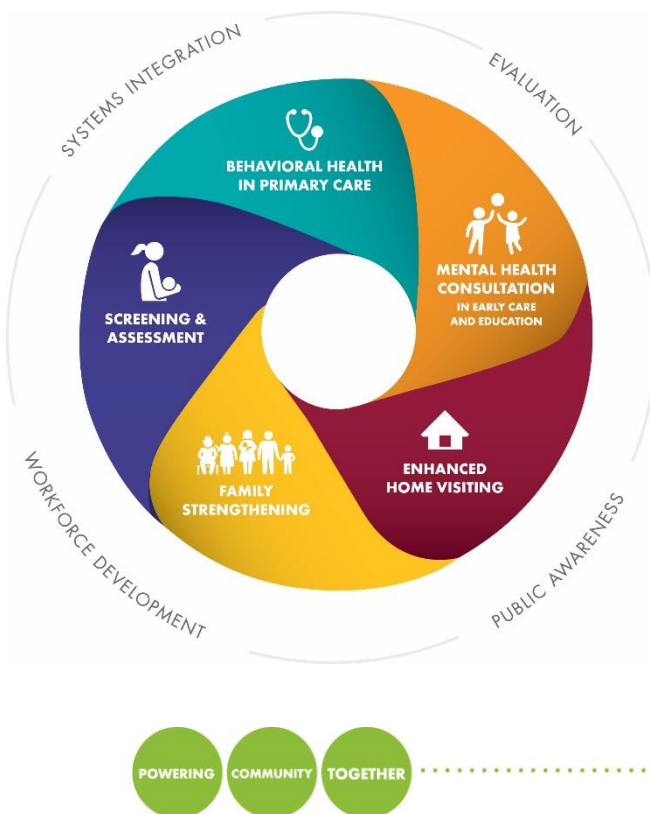 SYSTEMS INTEGRATION
EVALUATION
BEHAVIORAL HEALTH
IN PRIMARY CARE
MENTAL HEALTH
CONSULTATION
IN EARLY CARE
AND EDUCATION
SCREENING &
ASSESSMENT
ENHANCED
HOME VISITING
FAMILY
STRENGTHENING
WORKFORCE DEVELOPMENT
PUBLIC AWARENESS
POWERING COMMUNITY TOGETHER